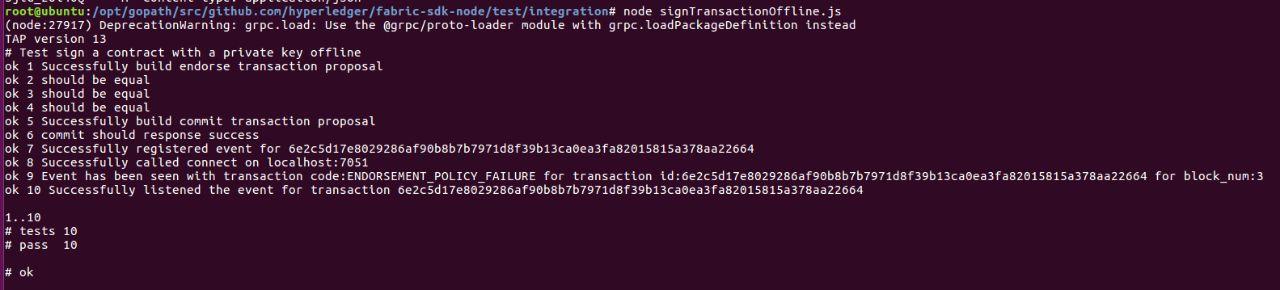 root@ubuntu:/opt/gopath/src/github.com/hyperledger/fabric-sdk-node/test/integration# node signTransactionOffline.js
(node:27917) DeprecationWarning: grpc.load: Use the @grpc/proto-loader module with grpc.loadPackageDefinition instead
TAP version 13
# Test sign a contract with a private key offline
ok 1 Successfully build endorse transaction proposal
ok 2 should be equal
ok 3 should be equal
ok 4 should be equal
ok 5 Successfully build commit transaction proposal
ok 6 commit should response success
ok 7 Successfully registered event for 6e2c5d17e8029286af90b8b7b7971d8f39b13ca0ea3fa82015815a378aa22664
ok 8 Successfully called connect on localhost:7051
ok 9 Event has been seen with transaction code:ENDORSEMENT_POLICY_FAILURE for transaction id:6e2c5d17e8029286af90b8b7b7971d8f39b13ca0ea3fa82015815a378aa22664 for block_num:3
ok 10 Successfully listened the event for transaction 6e2c5d17e8029286af90b8b7b7971d8f39b13ca0ea3fa82015815a378aa22664
1..10
# tests 10
# pass  10
# ok